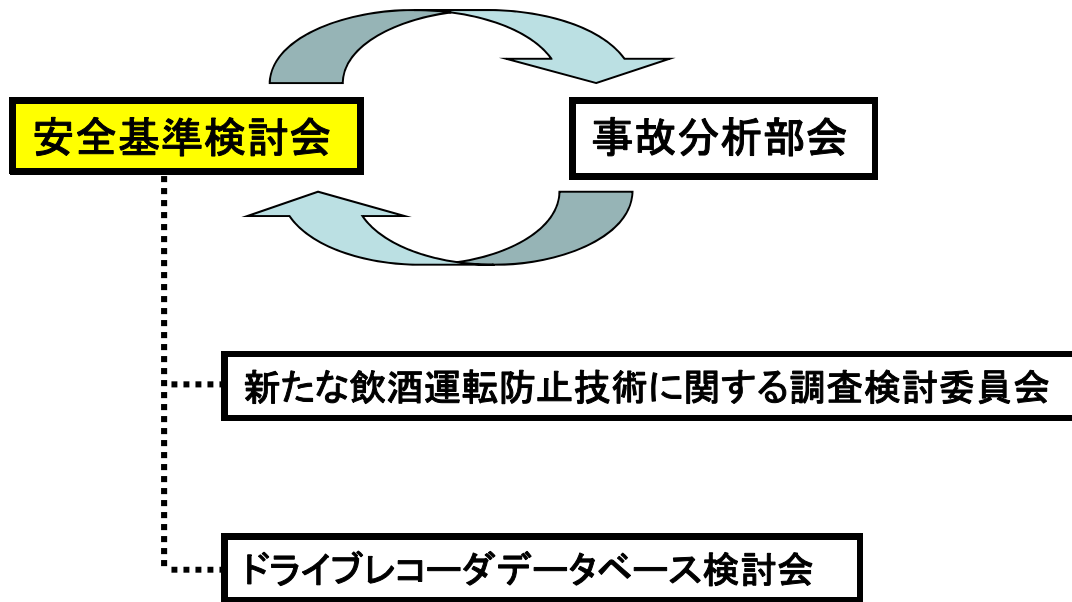 安全基準検討会
事故分析部会
新たな飲酒運転防止技術に関する調査検討委員会
ドライブレコーダデータベース検討会